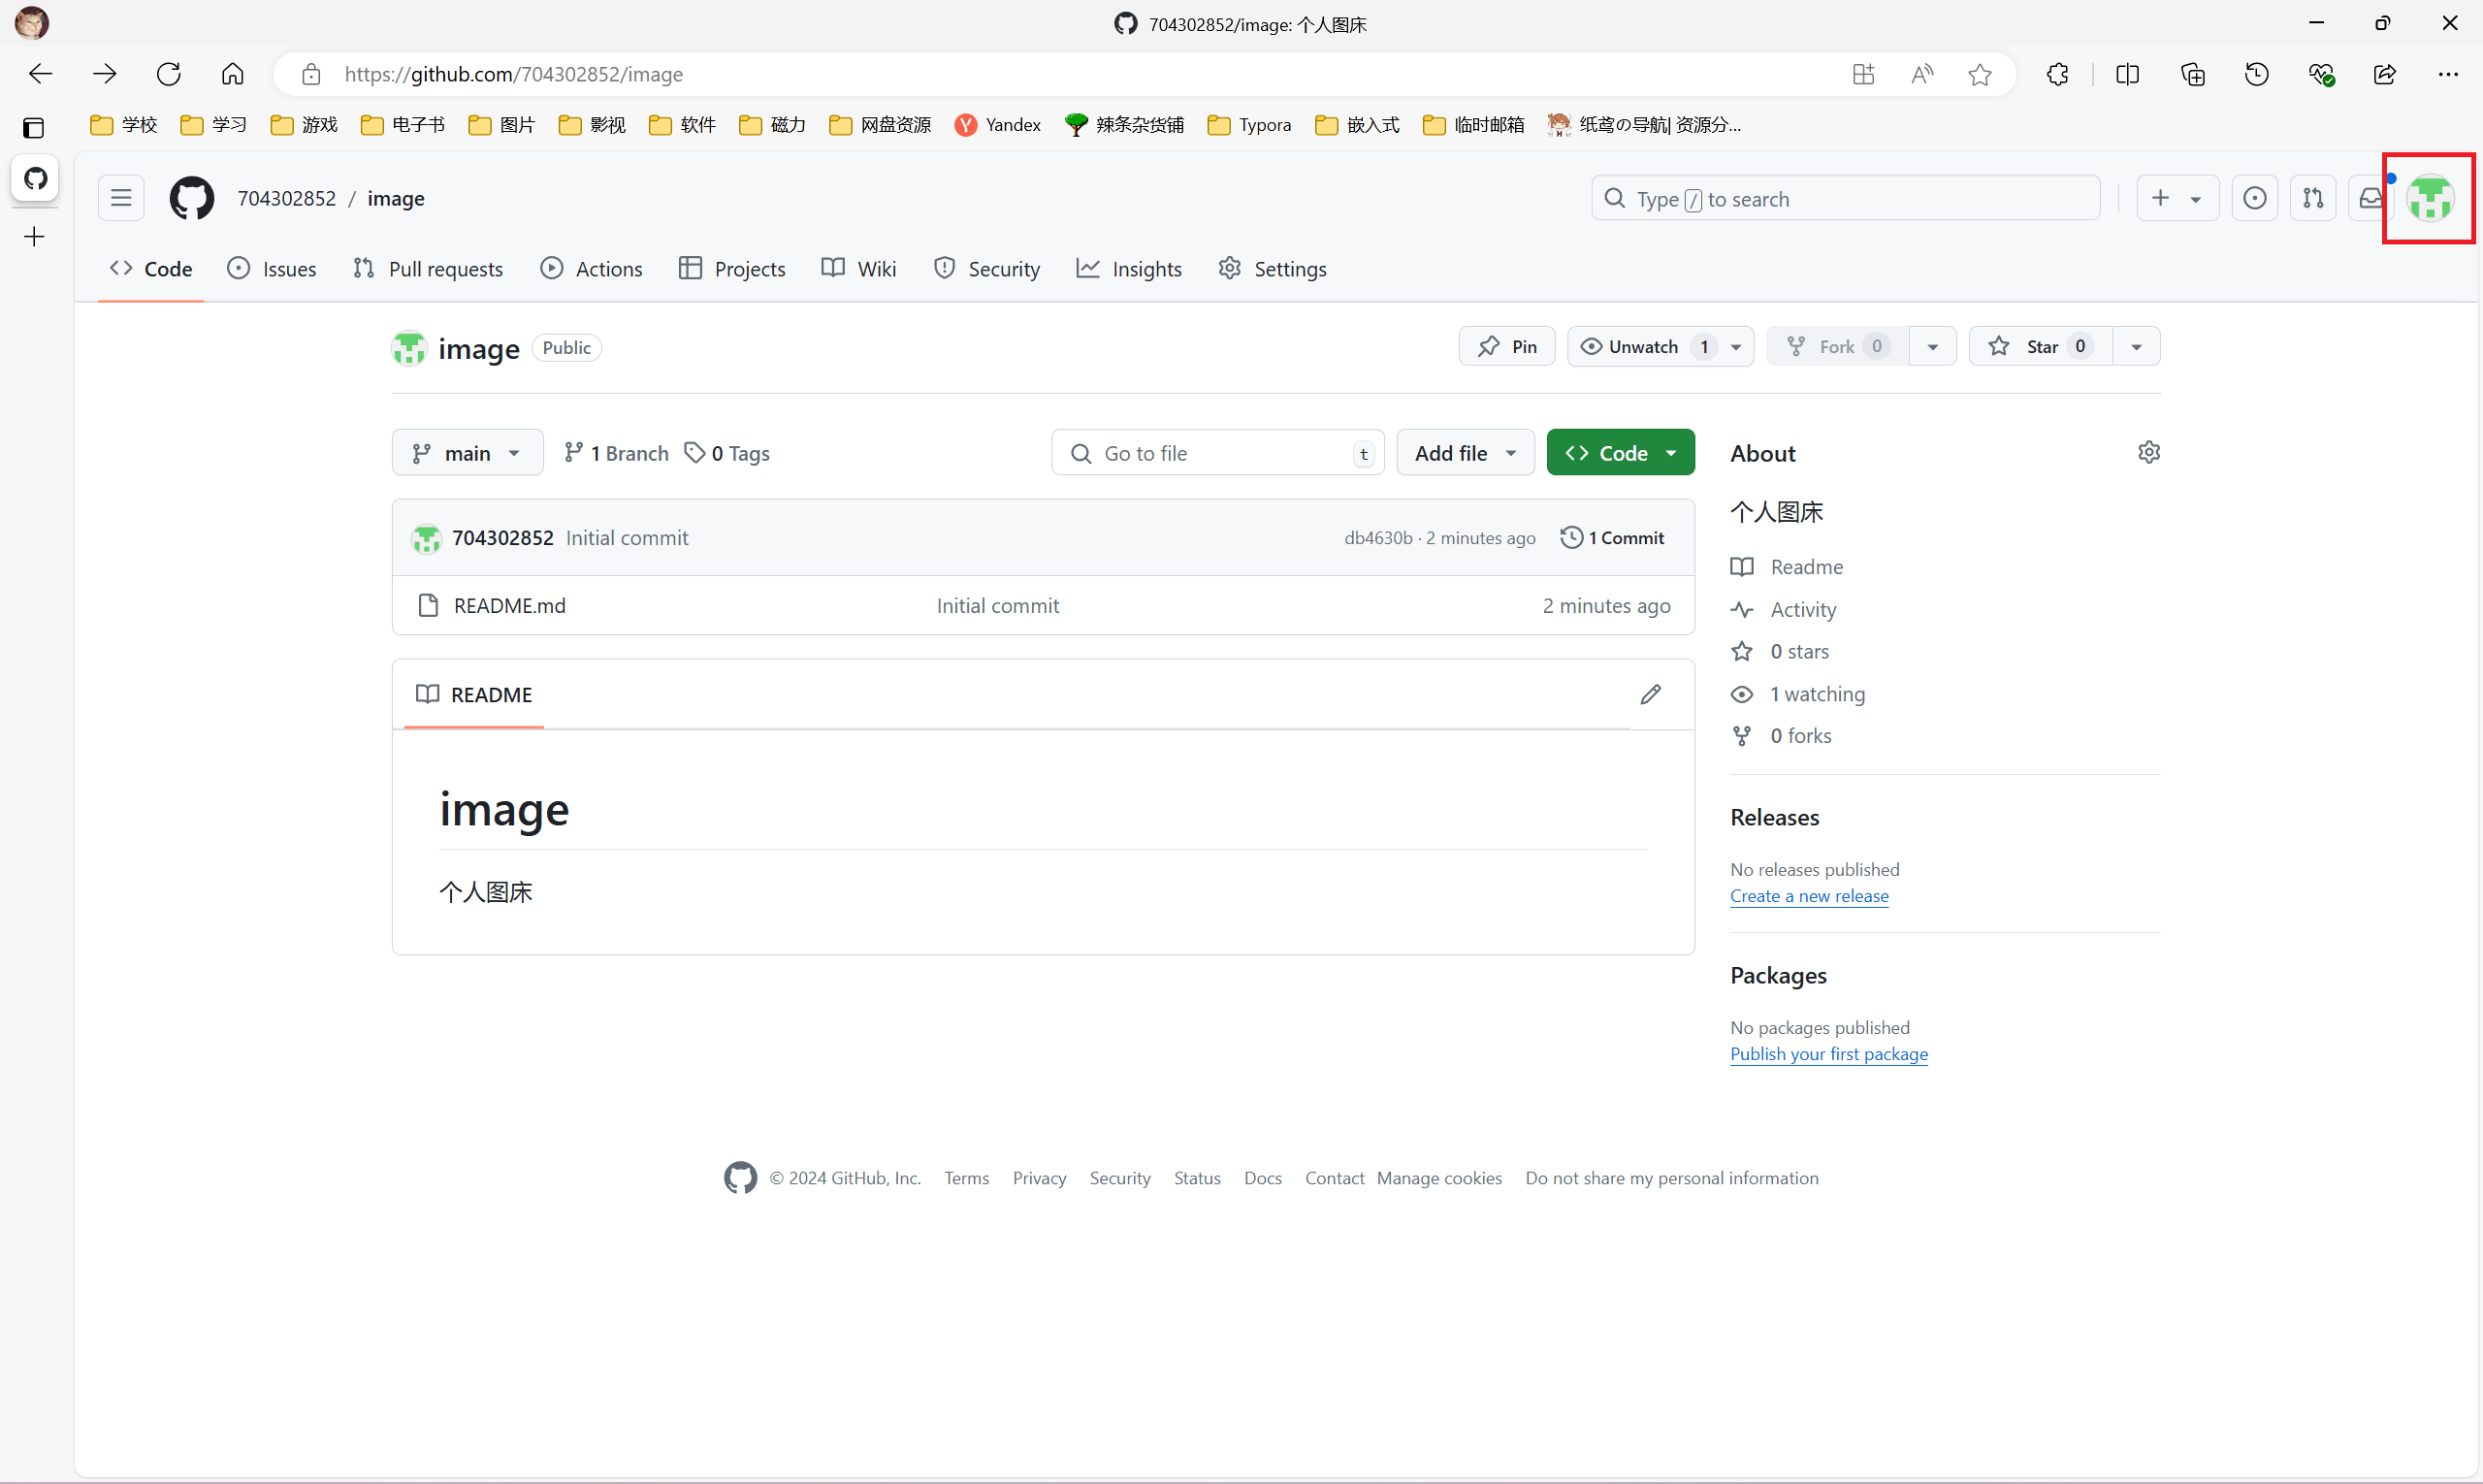 704302852/image: 个人图床
https://github.com/704302852/image
学校 学习 游戏 电子书 图片 影视 软件 磁力 网盘资源 Yandex 辣条杂货铺 Typora 嵌入式 临时邮箱 纸鸢の导航| 资源分...
704302852 / image
Type / to search
Code Issues Pull requests Actions Projects Wiki Security Insights Settings
image Public
Pin Unwatch 1 Fork 0 Star 0
main 1 Branch 0 Tags Go to file t Add file Code
About
个人图床
704302852 Initial commit db4630b · 2 minutes ago 1 Commit
Readme
README.md Initial commit 2 minutes ago
Activity
0 stars
README
1 watching
0 forks
image
Releases
No releases published
个人图床
Create a new release
Packages
No packages published
Publish your first package
© 2024 GitHub, Inc. Terms Privacy Security Status Docs Contact Manage cookies Do not share my personal information